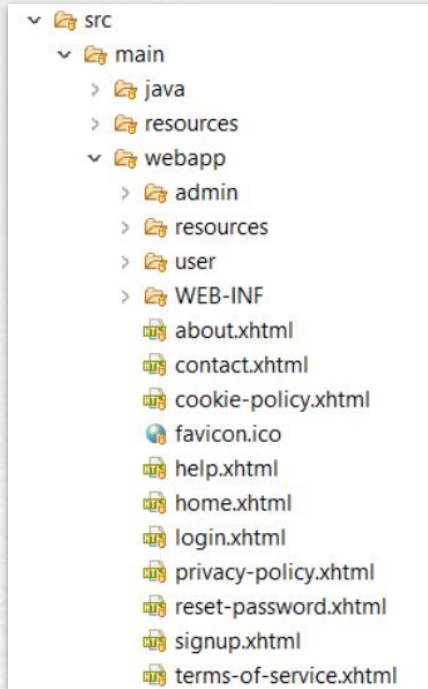 src
main
java
resources
webapp
admin
resources
user
WEB-INF
about.xhtml
contact.xhtml
cookie-policy.xhtml
favicon.ico
help.xhtml
home.xhtml
login.xhtml
privacy-policy.xhtml
reset-password.xhtml
signup.xhtml
terms-of-service.xhtml